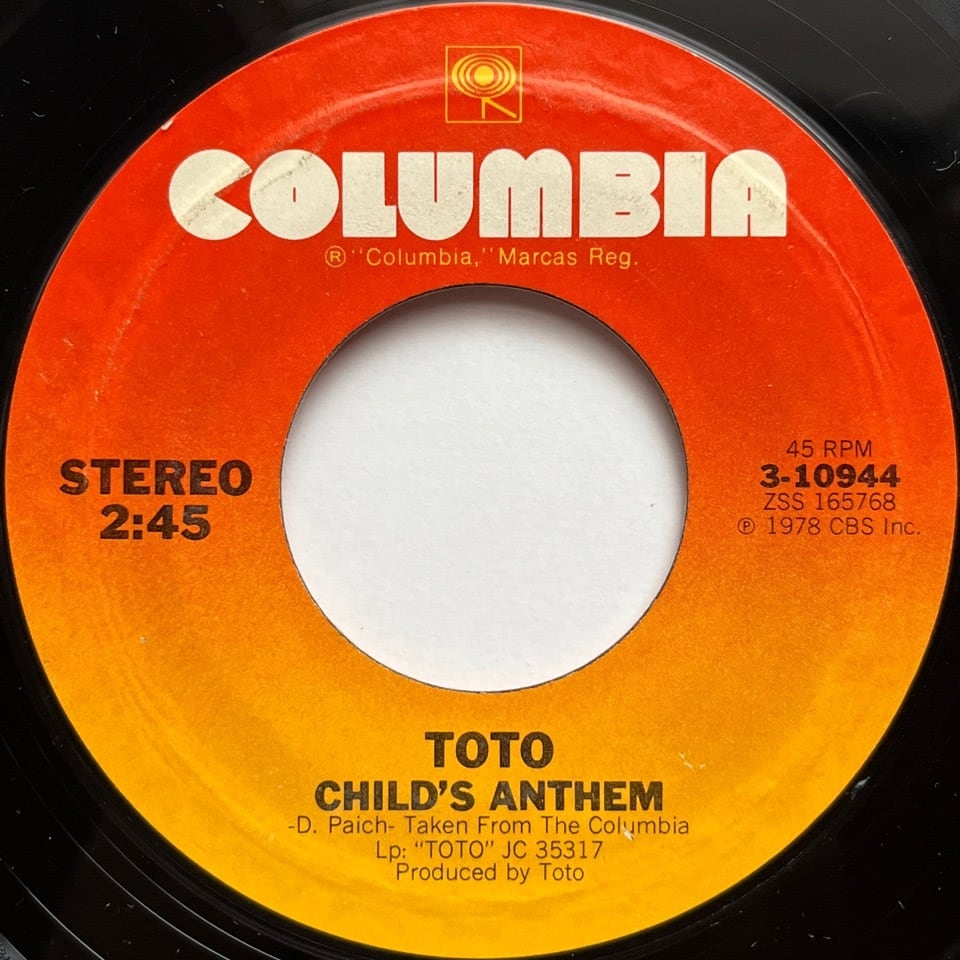 COLUMBIA
® "Columbia," Marcas Reg.
STEREO
2:45
45 RPM
3-10944
ZSS 165768
℗ 1978 CBS Inc.
TOTO
CHILD'S ANTHEM
-D. Paich- Taken From The Columbia
Lp: "TOTO" JC 35317
Produced by Toto